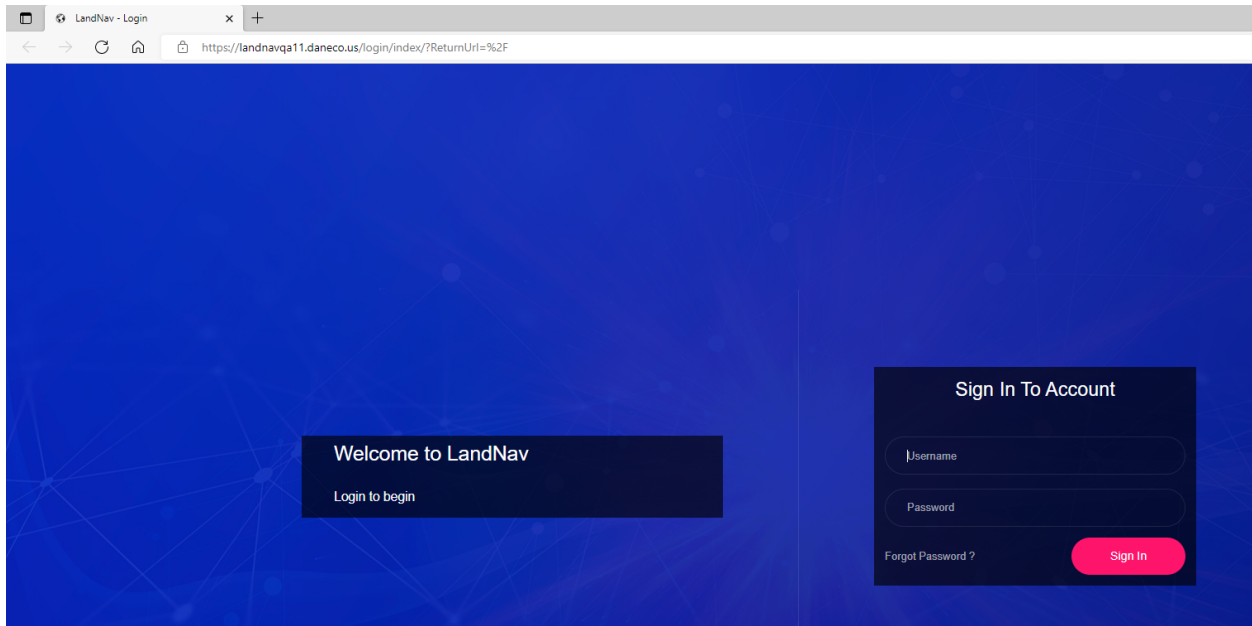 LandNav - Login
https://landnavqa11.daneco.us/login/index/?ReturnUrl=%2F
Welcome to LandNav
Login to begin
Sign In To Account
Username
Password
Forgot Password ?
Sign In